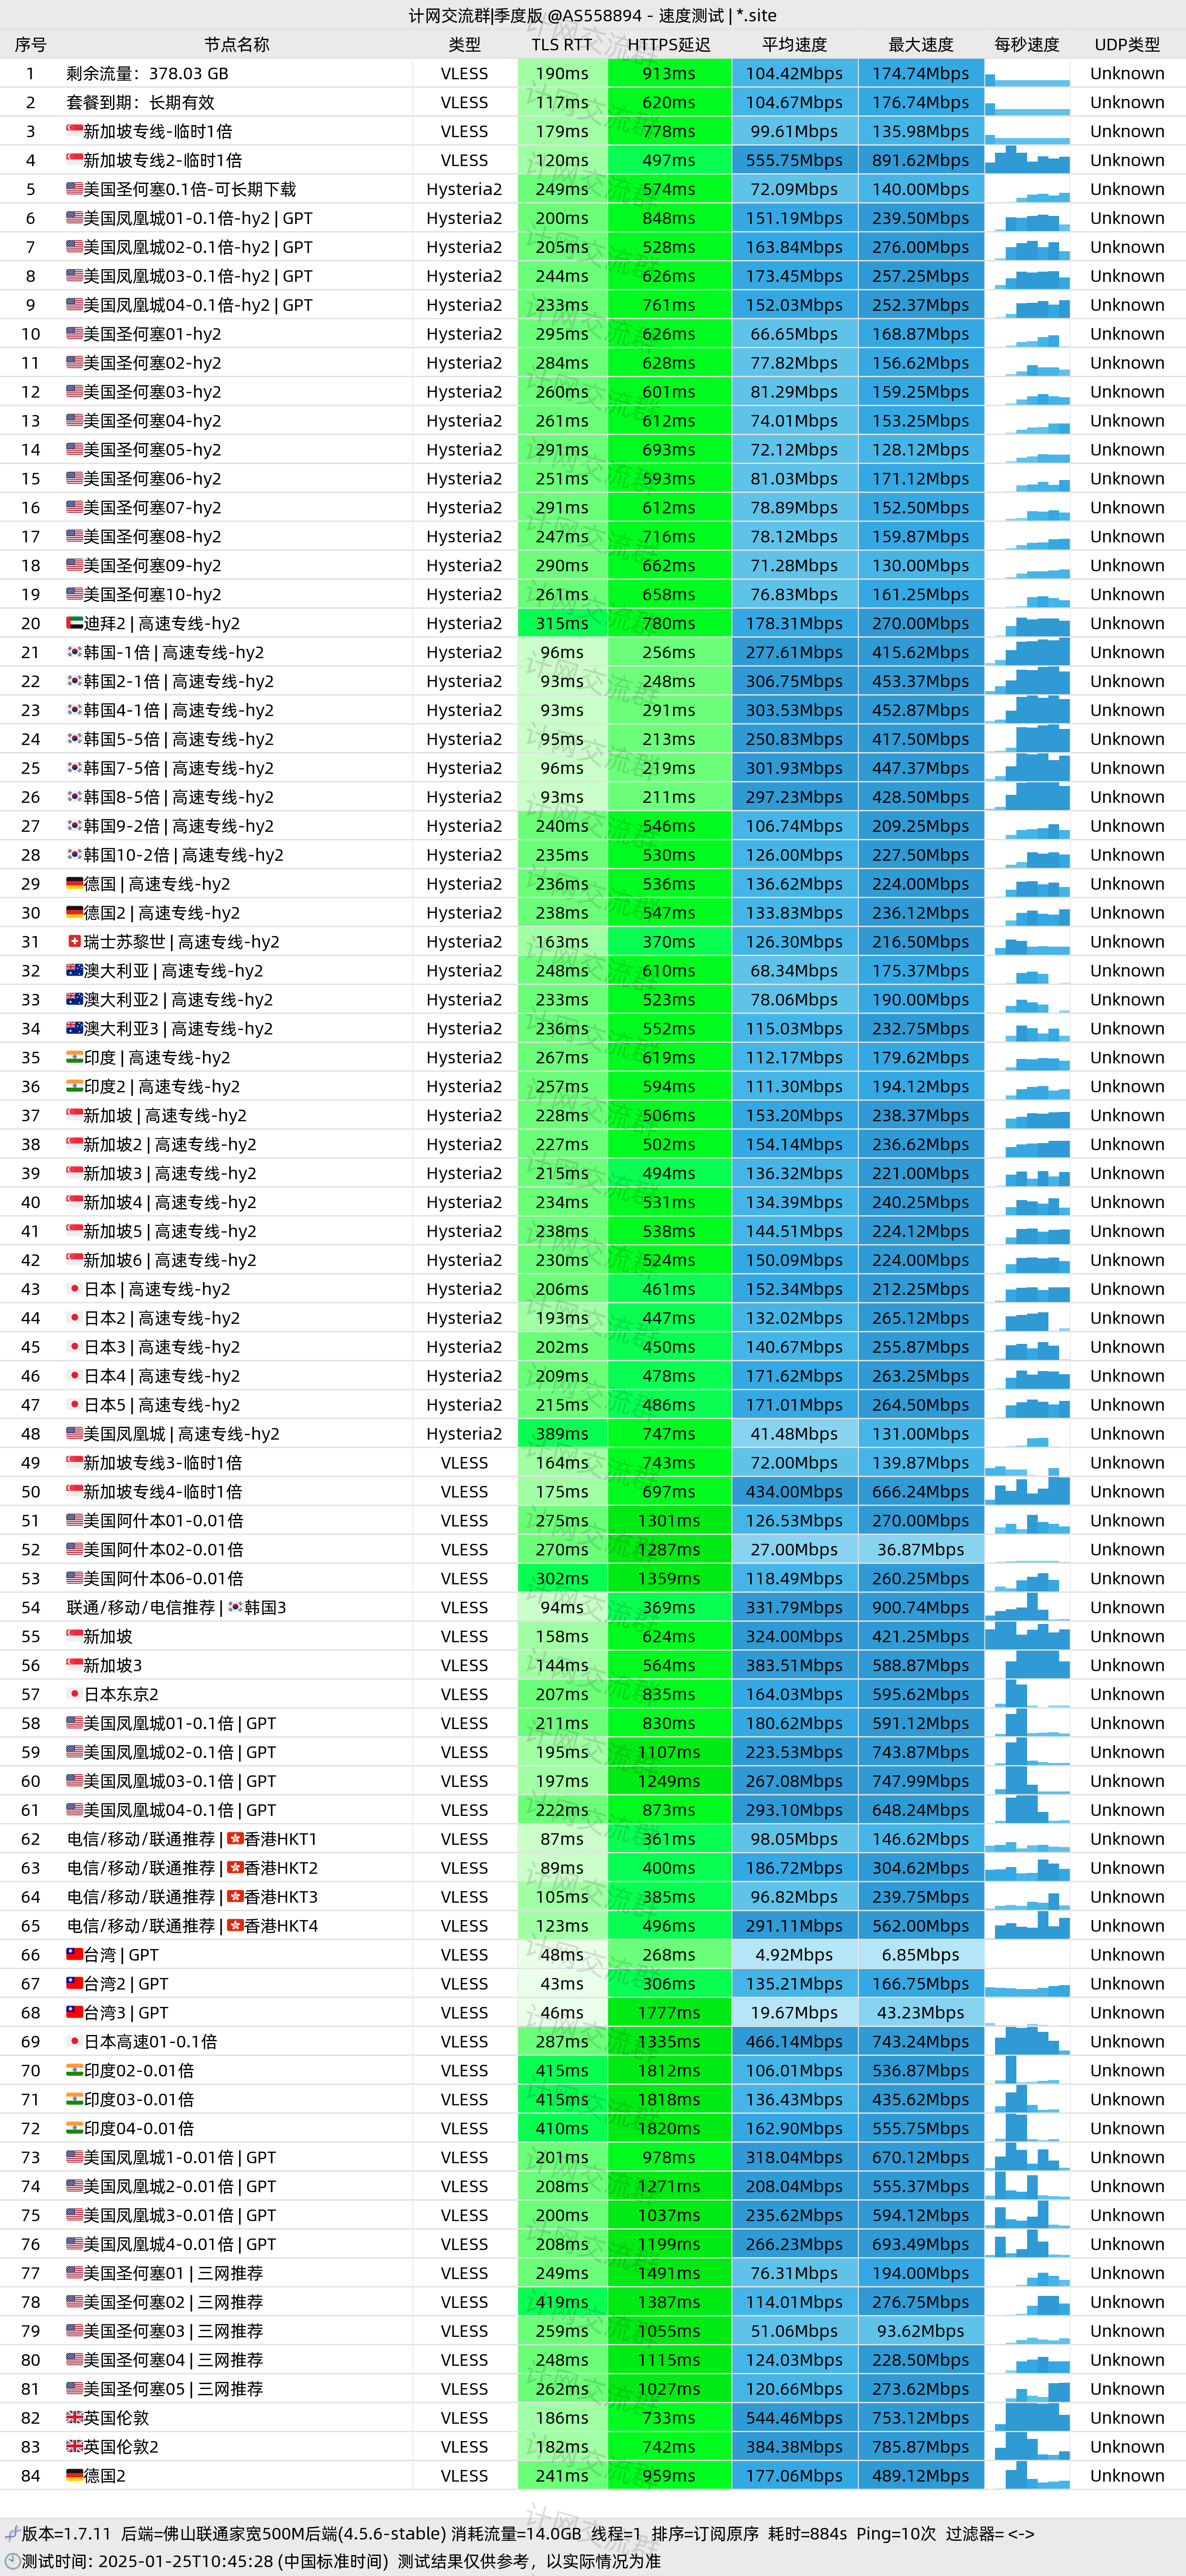 计网交流群|季度版 @AS558894 - 速度测试 | *.site
序号 节点名称 类型 TLS RTT HTTPS延迟 平均速度 最大速度 每秒速度 UDP类型
1 剩余流量：378.03 GB VLESS 190ms 913ms 104.42Mbps 174.74Mbps Unknown
2 套餐到期：长期有效 VLESS 117ms 620ms 104.67Mbps 176.74Mbps Unknown
3 🇸🇬新加坡专线-临时1倍 VLESS 179ms 778ms 99.61Mbps 135.98Mbps Unknown
4 🇸🇬新加坡专线2-临时1倍 VLESS 120ms 497ms 555.75Mbps 891.62Mbps Unknown
5 🇺🇸美国圣何塞0.1倍-可长期下载 Hysteria2 249ms 574ms 72.09Mbps 140.00Mbps Unknown
6 🇺🇸美国凤凰城01-0.1倍-hy2 | GPT Hysteria2 200ms 848ms 151.19Mbps 239.50Mbps Unknown
7 🇺🇸美国凤凰城02-0.1倍-hy2 | GPT Hysteria2 205ms 528ms 163.84Mbps 276.00Mbps Unknown
8 🇺🇸美国凤凰城03-0.1倍-hy2 | GPT Hysteria2 244ms 626ms 173.45Mbps 257.25Mbps Unknown
9 🇺🇸美国凤凰城04-0.1倍-hy2 | GPT Hysteria2 233ms 761ms 152.03Mbps 252.37Mbps Unknown
10 🇺🇸美国圣何塞01-hy2 Hysteria2 295ms 626ms 66.65Mbps 168.87Mbps Unknown
11 🇺🇸美国圣何塞02-hy2 Hysteria2 284ms 628ms 77.82Mbps 156.62Mbps Unknown
12 🇺🇸美国圣何塞03-hy2 Hysteria2 260ms 601ms 81.29Mbps 159.25Mbps Unknown
13 🇺🇸美国圣何塞04-hy2 Hysteria2 261ms 612ms 74.01Mbps 153.25Mbps Unknown
14 🇺🇸美国圣何塞05-hy2 Hysteria2 291ms 693ms 72.12Mbps 128.12Mbps Unknown
15 🇺🇸美国圣何塞06-hy2 Hysteria2 251ms 593ms 81.03Mbps 171.12Mbps Unknown
16 🇺🇸美国圣何塞07-hy2 Hysteria2 291ms 612ms 78.89Mbps 152.50Mbps Unknown
17 🇺🇸美国圣何塞08-hy2 Hysteria2 247ms 716ms 78.12Mbps 159.87Mbps Unknown
18 🇺🇸美国圣何塞09-hy2 Hysteria2 290ms 662ms 71.28Mbps 130.00Mbps Unknown
19 🇺🇸美国圣何塞10-hy2 Hysteria2 261ms 658ms 76.83Mbps 161.25Mbps Unknown
20 🇦🇪迪拜2 | 高速专线-hy2 Hysteria2 315ms 780ms 178.31Mbps 270.00Mbps Unknown
21 🇰🇷韩国-1倍 | 高速专线-hy2 Hysteria2 96ms 256ms 277.61Mbps 415.62Mbps Unknown
22 🇰🇷韩国2-1倍 | 高速专线-hy2 Hysteria2 93ms 248ms 306.75Mbps 453.37Mbps Unknown
23 🇰🇷韩国4-1倍 | 高速专线-hy2 Hysteria2 93ms 291ms 303.53Mbps 452.87Mbps Unknown
24 🇰🇷韩国5-5倍 | 高速专线-hy2 Hysteria2 95ms 213ms 250.83Mbps 417.50Mbps Unknown
25 🇰🇷韩国7-5倍 | 高速专线-hy2 Hysteria2 96ms 219ms 301.93Mbps 447.37Mbps Unknown
26 🇰🇷韩国8-5倍 | 高速专线-hy2 Hysteria2 93ms 211ms 297.23Mbps 428.50Mbps Unknown
27 🇰🇷韩国9-2倍 | 高速专线-hy2 Hysteria2 240ms 546ms 106.74Mbps 209.25Mbps Unknown
28 🇰🇷韩国10-2倍 | 高速专线-hy2 Hysteria2 235ms 530ms 126.00Mbps 227.50Mbps Unknown
29 🇩🇪德国 | 高速专线-hy2 Hysteria2 236ms 536ms 136.62Mbps 224.00Mbps Unknown
30 🇩🇪德国2 | 高速专线-hy2 Hysteria2 238ms 547ms 133.83Mbps 236.12Mbps Unknown
31 🇨🇭瑞士苏黎世 | 高速专线-hy2 Hysteria2 163ms 370ms 126.30Mbps 216.50Mbps Unknown
32 🇦🇺澳大利亚 | 高速专线-hy2 Hysteria2 248ms 610ms 68.34Mbps 175.37Mbps Unknown
33 🇦🇺澳大利亚2 | 高速专线-hy2 Hysteria2 233ms 523ms 78.06Mbps 190.00Mbps Unknown
34 🇦🇺澳大利亚3 | 高速专线-hy2 Hysteria2 236ms 552ms 115.03Mbps 232.75Mbps Unknown
35 🇮🇳印度 | 高速专线-hy2 Hysteria2 267ms 619ms 112.17Mbps 179.62Mbps Unknown
36 🇮🇳印度2 | 高速专线-hy2 Hysteria2 257ms 594ms 111.30Mbps 194.12Mbps Unknown
37 🇸🇬新加坡 | 高速专线-hy2 Hysteria2 228ms 506ms 153.20Mbps 238.37Mbps Unknown
38 🇸🇬新加坡2 | 高速专线-hy2 Hysteria2 227ms 502ms 154.14Mbps 236.62Mbps Unknown
39 🇸🇬新加坡3 | 高速专线-hy2 Hysteria2 215ms 494ms 136.32Mbps 221.00Mbps Unknown
40 🇸🇬新加坡4 | 高速专线-hy2 Hysteria2 234ms 531ms 134.39Mbps 240.25Mbps Unknown
41 🇸🇬新加坡5 | 高速专线-hy2 Hysteria2 238ms 538ms 144.51Mbps 224.12Mbps Unknown
42 🇸🇬新加坡6 | 高速专线-hy2 Hysteria2 230ms 524ms 150.09Mbps 224.00Mbps Unknown
43 🇯🇵日本 | 高速专线-hy2 Hysteria2 206ms 461ms 152.34Mbps 212.25Mbps Unknown
44 🇯🇵日本2 | 高速专线-hy2 Hysteria2 193ms 447ms 132.02Mbps 265.12Mbps Unknown
45 🇯🇵日本3 | 高速专线-hy2 Hysteria2 202ms 450ms 140.67Mbps 255.87Mbps Unknown
46 🇯🇵日本4 | 高速专线-hy2 Hysteria2 209ms 478ms 171.62Mbps 263.25Mbps Unknown
47 🇯🇵日本5 | 高速专线-hy2 Hysteria2 215ms 486ms 171.01Mbps 264.50Mbps Unknown
48 🇺🇸美国凤凰城 | 高速专线-hy2 Hysteria2 389ms 747ms 41.48Mbps 131.00Mbps Unknown
49 🇸🇬新加坡专线3-临时1倍 VLESS 164ms 743ms 72.00Mbps 139.87Mbps Unknown
50 🇸🇬新加坡专线4-临时1倍 VLESS 175ms 697ms 434.00Mbps 666.24Mbps Unknown
51 🇺🇸美国阿什本01-0.01倍 VLESS 275ms 1301ms 126.53Mbps 270.00Mbps Unknown
52 🇺🇸美国阿什本02-0.01倍 VLESS 270ms 1287ms 27.00Mbps 36.87Mbps Unknown
53 🇺🇸美国阿什本06-0.01倍 VLESS 302ms 1359ms 118.49Mbps 260.25Mbps Unknown
54 联通/移动/电信推荐 | 🇰🇷韩国3 VLESS 94ms 369ms 331.79Mbps 900.74Mbps Unknown
55 🇸🇬新加坡 VLESS 158ms 624ms 324.00Mbps 421.25Mbps Unknown
56 🇸🇬新加坡3 VLESS 144ms 564ms 383.51Mbps 588.87Mbps Unknown
57 🇯🇵日本东京2 VLESS 207ms 835ms 164.03Mbps 595.62Mbps Unknown
58 🇺🇸美国凤凰城01-0.1倍 | GPT VLESS 211ms 830ms 180.62Mbps 591.12Mbps Unknown
59 🇺🇸美国凤凰城02-0.1倍 | GPT VLESS 195ms 1107ms 223.53Mbps 743.87Mbps Unknown
60 🇺🇸美国凤凰城03-0.1倍 | GPT VLESS 197ms 1249ms 267.08Mbps 747.99Mbps Unknown
61 🇺🇸美国凤凰城04-0.1倍 | GPT VLESS 222ms 873ms 293.10Mbps 648.24Mbps Unknown
62 电信/移动/联通推荐 | 🇭🇰香港HKT1 VLESS 87ms 361ms 98.05Mbps 146.62Mbps Unknown
63 电信/移动/联通推荐 | 🇭🇰香港HKT2 VLESS 89ms 400ms 186.72Mbps 304.62Mbps Unknown
64 电信/移动/联通推荐 | 🇭🇰香港HKT3 VLESS 105ms 385ms 96.82Mbps 239.75Mbps Unknown
65 电信/移动/联通推荐 | 🇭🇰香港HKT4 VLESS 123ms 496ms 291.11Mbps 562.00Mbps Unknown
66 🇹🇼台湾 | GPT VLESS 48ms 268ms 4.92Mbps 6.85Mbps Unknown
67 🇹🇼台湾2 | GPT VLESS 43ms 306ms 135.21Mbps 166.75Mbps Unknown
68 🇹🇼台湾3 | GPT VLESS 46ms 1777ms 19.67Mbps 43.23Mbps Unknown
69 🇯🇵日本高速01-0.1倍 VLESS 287ms 1335ms 466.14Mbps 743.24Mbps Unknown
70 🇮🇳印度02-0.01倍 VLESS 415ms 1812ms 106.01Mbps 536.87Mbps Unknown
71 🇮🇳印度03-0.01倍 VLESS 415ms 1818ms 136.43Mbps 435.62Mbps Unknown
72 🇮🇳印度04-0.01倍 VLESS 410ms 1820ms 162.90Mbps 555.75Mbps Unknown
73 🇺🇸美国凤凰城1-0.01倍 | GPT VLESS 201ms 978ms 318.04Mbps 670.12Mbps Unknown
74 🇺🇸美国凤凰城2-0.01倍 | GPT VLESS 208ms 1271ms 208.04Mbps 555.37Mbps Unknown
75 🇺🇸美国凤凰城3-0.01倍 | GPT VLESS 200ms 1037ms 235.62Mbps 594.12Mbps Unknown
76 🇺🇸美国凤凰城4-0.01倍 | GPT VLESS 208ms 1199ms 266.23Mbps 693.49Mbps Unknown
77 🇺🇸美国圣何塞01 | 三网推荐 VLESS 249ms 1491ms 76.31Mbps 194.00Mbps Unknown
78 🇺🇸美国圣何塞02 | 三网推荐 VLESS 419ms 1387ms 114.01Mbps 276.75Mbps Unknown
79 🇺🇸美国圣何塞03 | 三网推荐 VLESS 259ms 1055ms 51.06Mbps 93.62Mbps Unknown
80 🇺🇸美国圣何塞04 | 三网推荐 VLESS 248ms 1115ms 124.03Mbps 228.50Mbps Unknown
81 🇺🇸美国圣何塞05 | 三网推荐 VLESS 262ms 1027ms 120.66Mbps 273.62Mbps Unknown
82 🇬🇧英国伦敦 VLESS 186ms 733ms 544.46Mbps 753.12Mbps Unknown
83 🇬🇧英国伦敦2 VLESS 182ms 742ms 384.38Mbps 785.87Mbps Unknown
84 🇩🇪德国2 VLESS 241ms 959ms 177.06Mbps 489.12Mbps Unknown
🧬版本=1.7.11 后端=佛山联通家宽500M后端(4.5.6-stable) 消耗流量=14.0GB 线程=1 排序=订阅原序 耗时=884s Ping=10次 过滤器= <->
🕙测试时间: 2025-01-25T10:45:28 (中国标准时间) 测试结果仅供参考，以实际情况为准